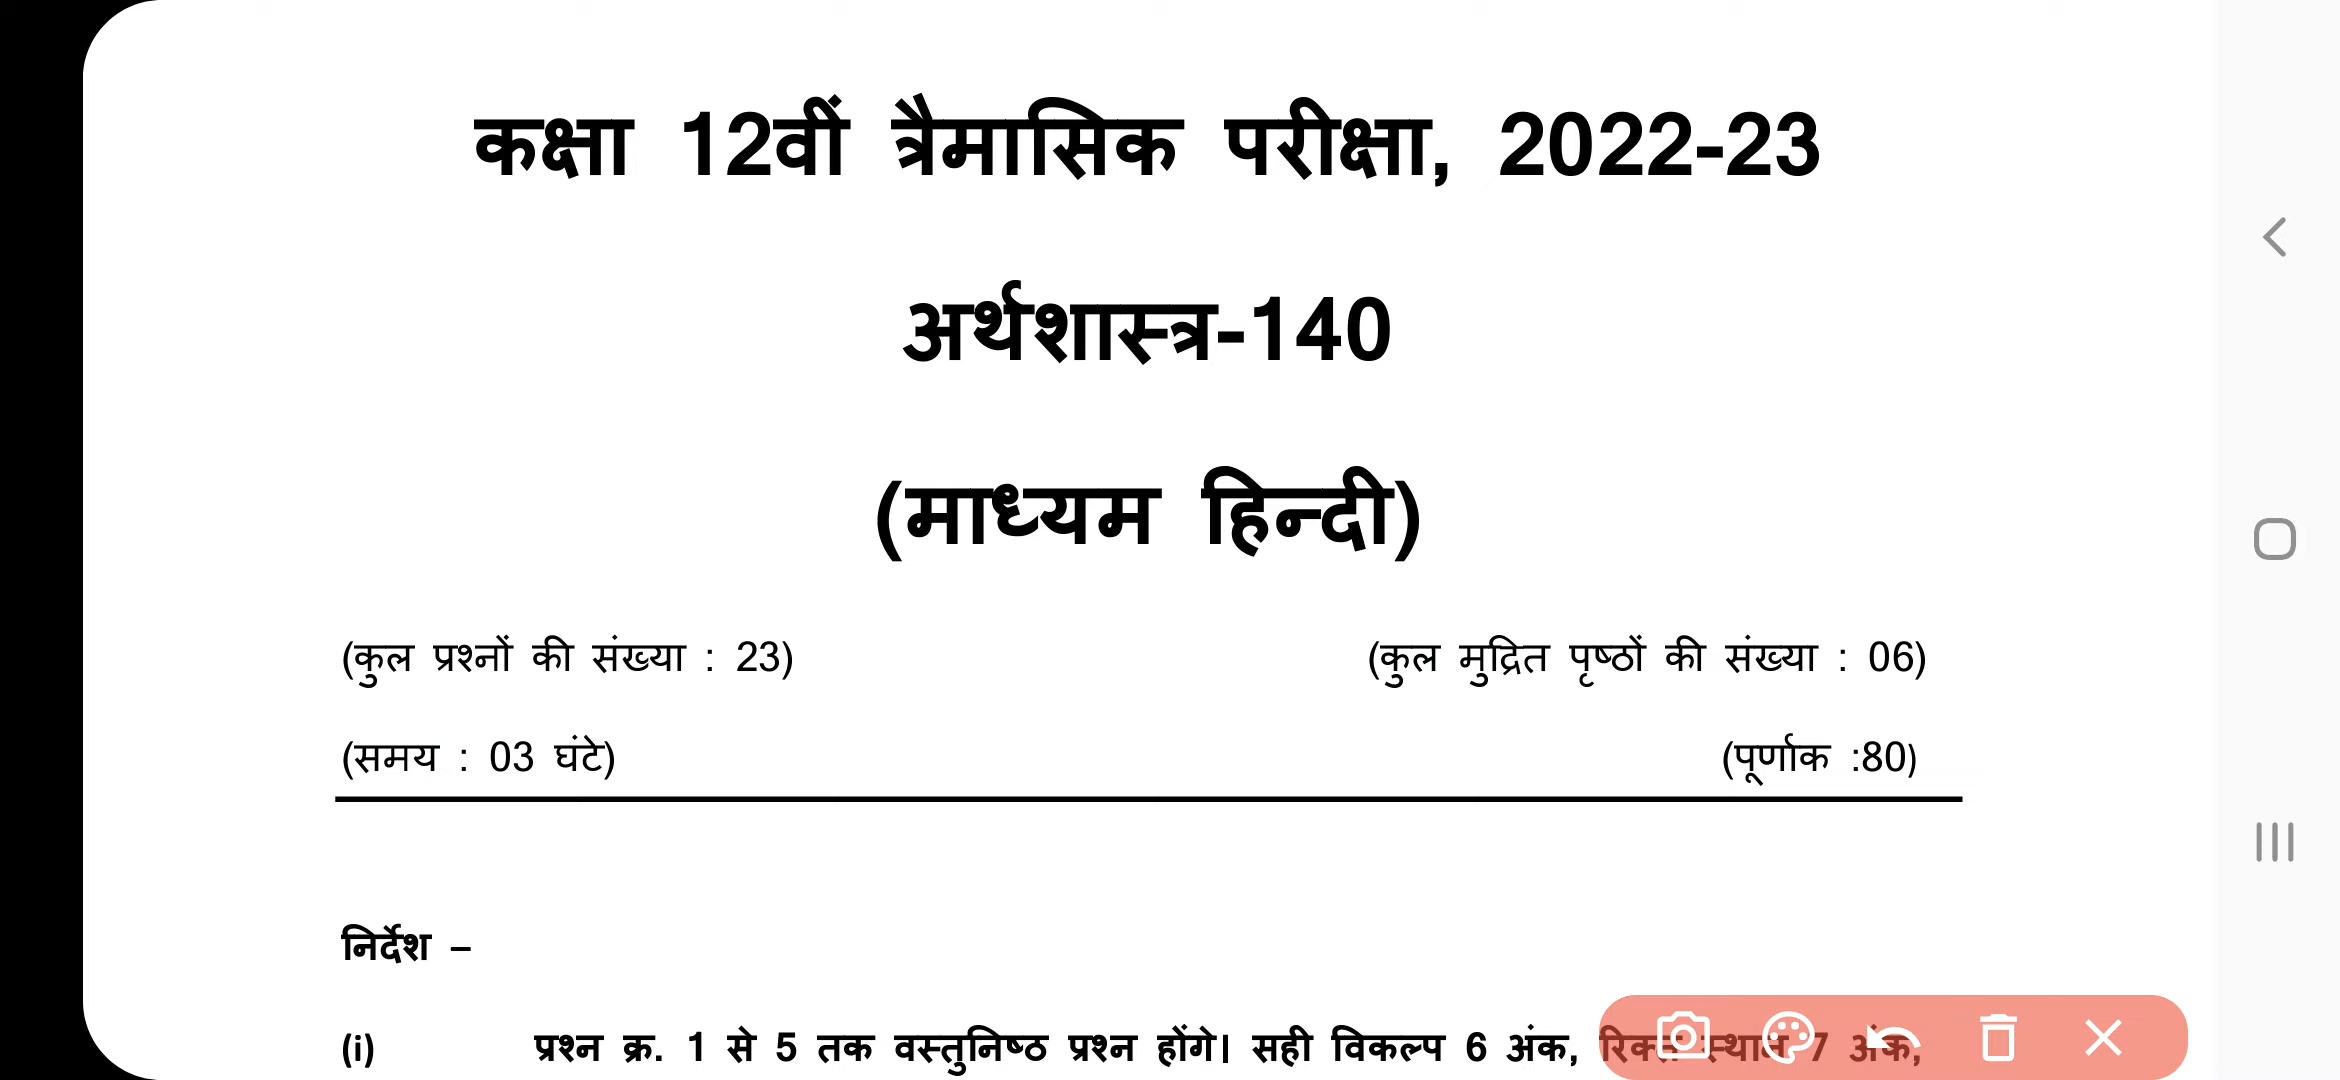 कक्षा 12वीं त्रैमासिक परीक्षा, 2022-23
अर्थशास्त्र-140
(माध्यम हिन्दी)
(कुल प्रश्नों की संख्या : 23) (कुल मुद्रित पृष्ठों की संख्या : 06)
(समय : 03 घंटे) (पूर्णाक :80)
निर्देश –
(i) प्रश्न क्र. 1 से 5 तक वस्तुनिष्ठ प्रश्न होंगे। सही विकल्प 6 अंक, रिक्त स्थान 7 अंक,